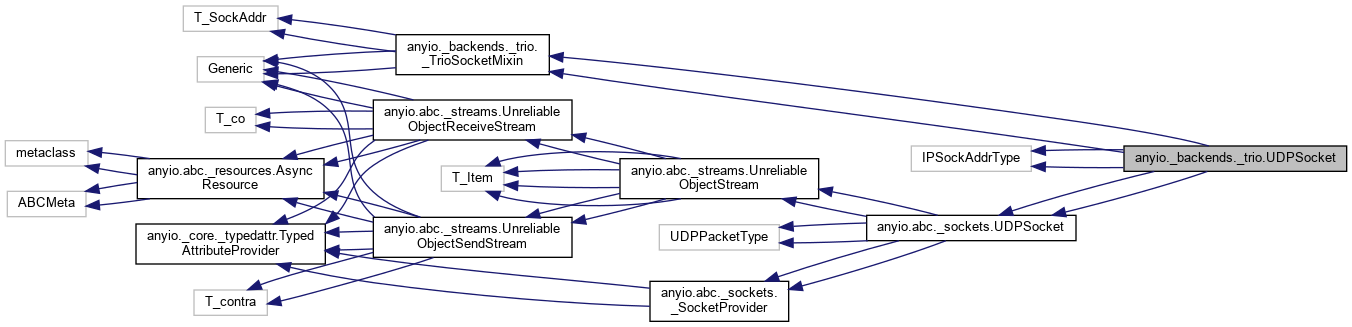 T_SockAddr
anyio._backends._trio.
_TrioSocketMixin
Generic
anyio.abc._streams.Unreliable
ObjectReceiveStream
T_co
metaclass
anyio.abc._resources.Async
Resource
ABCMeta
T_Item
anyio.abc._streams.Unreliable
ObjectStream
IPSockAddrType
anyio._backends._trio.UDPSocket
anyio._core._typedattr.Typed
AttributeProvider
anyio.abc._streams.Unreliable
ObjectSendStream
UDPPacketType
anyio.abc._sockets.UDPSocket
T_contra
anyio.abc._sockets.
_SocketProvider